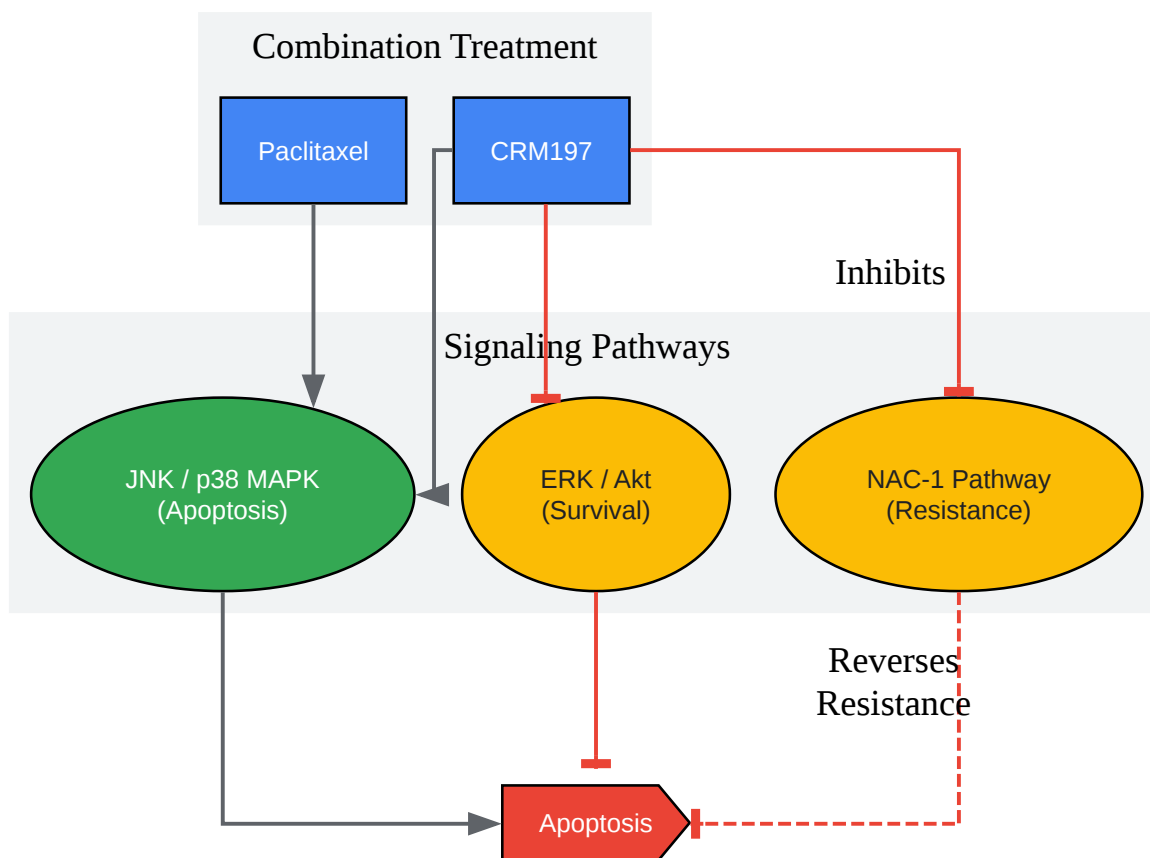 Combination Treatment
Paclitaxel
CRM197
Inhibits
Signaling Pathways
JNK / p38 MAPK
(Apoptosis)
ERK / Akt
(Survival)
NAC-1 Pathway
(Resistance)
Reverses
Resistance
Apoptosis